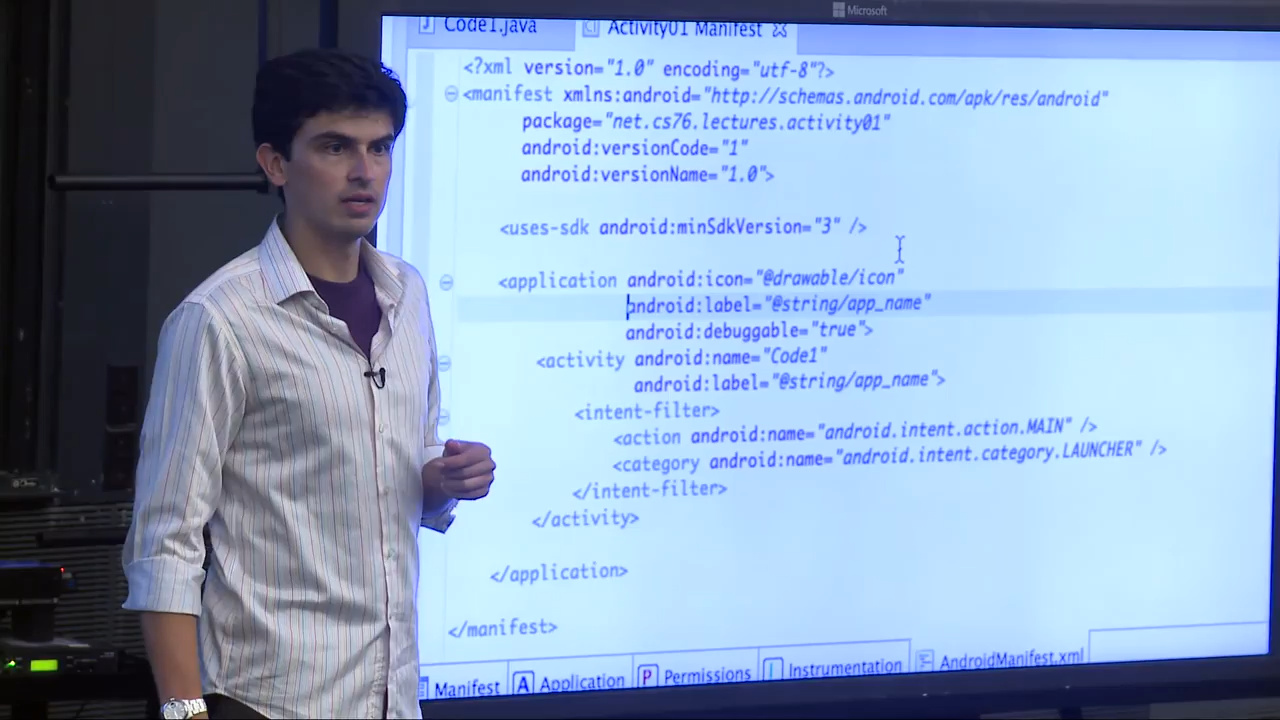 Microsoft
Code1.java
Activity01 Manifest
<?xml version="1.0" encoding="utf-8"?>
<manifest xmlns:android="http://schemas.android.com/apk/res/android"
package="net.cs76.lectures.activity01"
android:versionCode="1"
android:versionName="1.0">
<uses-sdk android:minSdkVersion="3" />
<application android:icon="@drawable/icon"
android:label="@string/app_name"
android:debuggable="true">
<activity android:name="Code1"
android:label="@string/app_name">
<intent-filter>
<action android:name="android.intent.action.MAIN" />
<category android:name="android.intent.category.LAUNCHER" />
</intent-filter>
</activity>
</application>
</manifest>
Manifest
A Application
P Permissions
I Instrumentation
AndroidManifest.xml